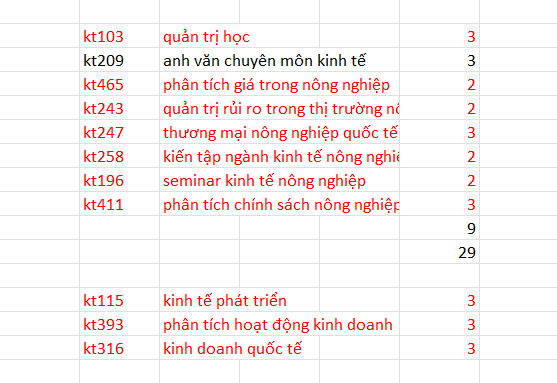 kt103 quản trị học 3
kt209 anh văn chuyên môn kinh tế 3
kt465 phân tích giá trong nông nghiệp 2
kt243 quản trị rủi ro trong thị trường 2
kt247 thương mại nông nghiệp quốc tế 3
kt258 kiến tập ngành kinh tế nông 2
kt196 seminar kinh tế nông nghiệp 2
kt411 phân tích chính sách nông nghiệp 3
9
29
kt115 kinh tế phát triển 3
kt393 phân tích hoạt động kinh doanh 3
kt316 kinh doanh quốc tế 3